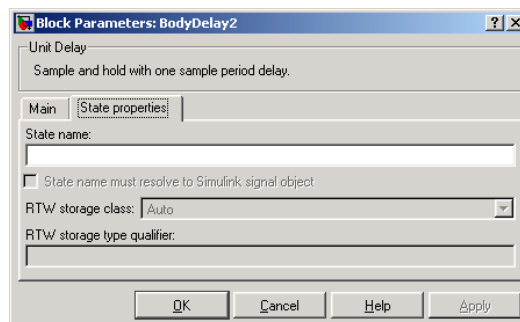 Block Parameters: BodyDelay2
Unit Delay
Sample and hold with one sample period delay.
Main State properties
State name:
State name must resolve to Simulink signal object
RTW storage class: Auto
RTW storage type qualifier:
OK Cancel Help Apply